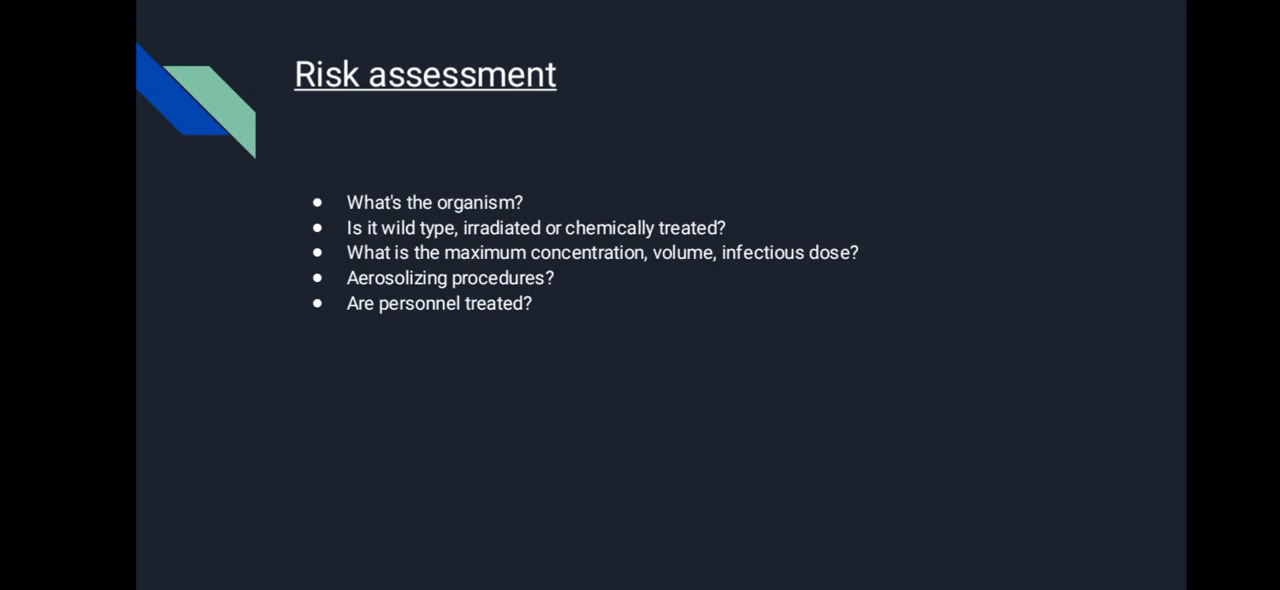 Risk assessment
● What's the organism?
● Is it wild type, irradiated or chemically treated?
● What is the maximum concentration, volume, infectious dose?
● Aerosolizing procedures?
● Are personnel treated?